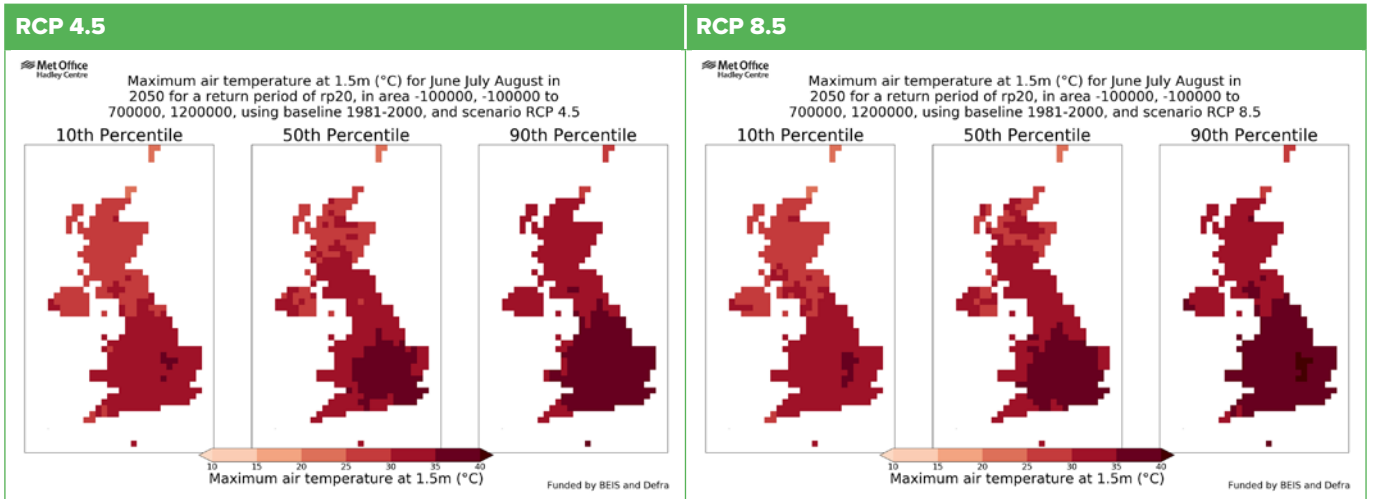 RCP 4.5
Met Office
Hadley Centre
Maximum air temperature at 1.5m (°C) for June July August in
2050 for a return period of rp20, in area -100000, -100000 to
700000, 1200000, using baseline 1981-2000, and scenario RCP 4.5
10th Percentile 50th Percentile 90th Percentile
10 15 20 25 30 35 40
Maximum air temperature at 1.5m (°C)
Funded by BEIS and Defra
RCP 8.5
Met Office
Hadley Centre
Maximum air temperature at 1.5m (°C) for June July August in
2050 for a return period of rp20, in area -100000, -100000 to
700000, 1200000, using baseline 1981-2000, and scenario RCP 8.5
10th Percentile 50th Percentile 90th Percentile
10 15 20 25 30 35 40
Maximum air temperature at 1.5m (°C)
Funded by BEIS and Defra